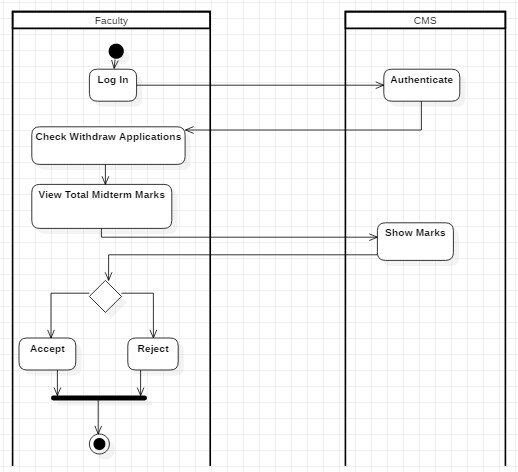 Faculty
CMS
Log In
Authenticate
Check Withdraw Applications
View Total Midterm Marks
Show Marks
Accept
Reject